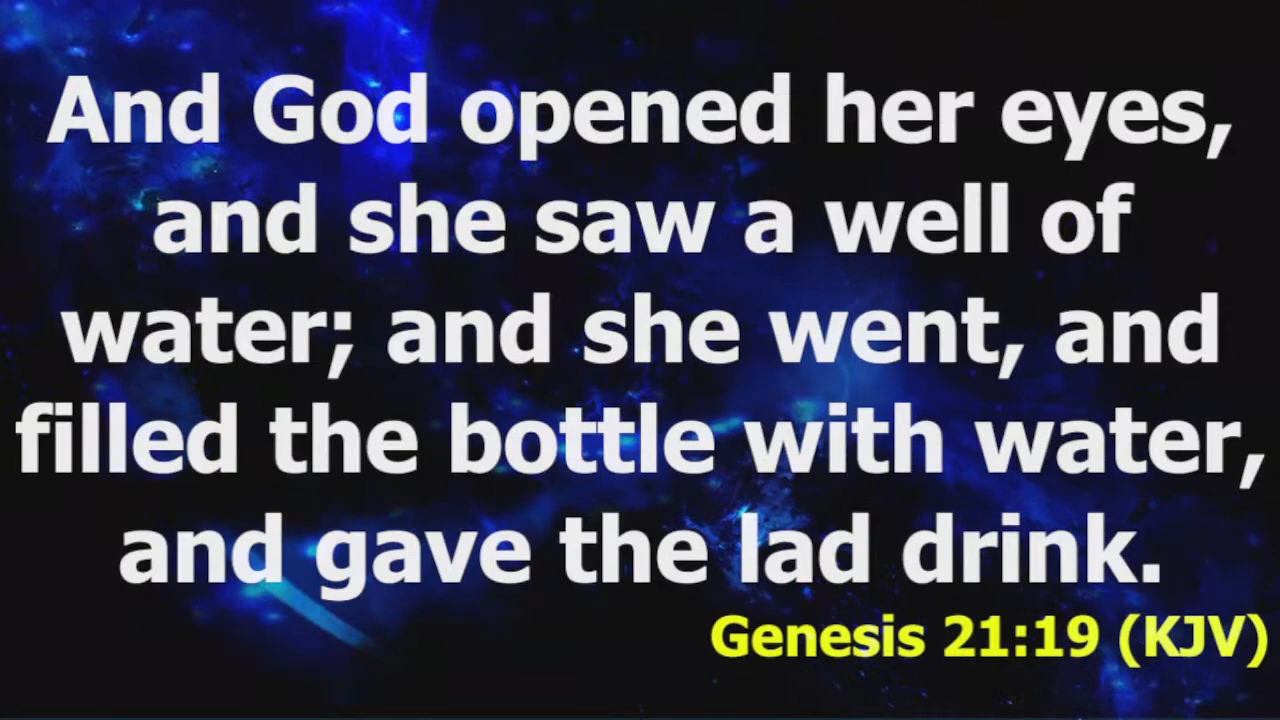 And God opened her eyes,
and she saw a well of
water; and she went, and
filled the bottle with water,
and gave the lad drink.
Genesis 21:19 (KJV)